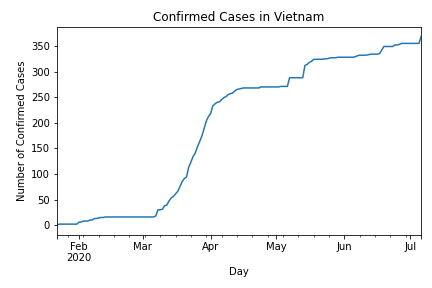 Confirmed Cases in Vietnam
Number of Confirmed Cases
350
300
250
200
150
100
50
0
Feb Mar Apr May Jun Jul
2020
Day